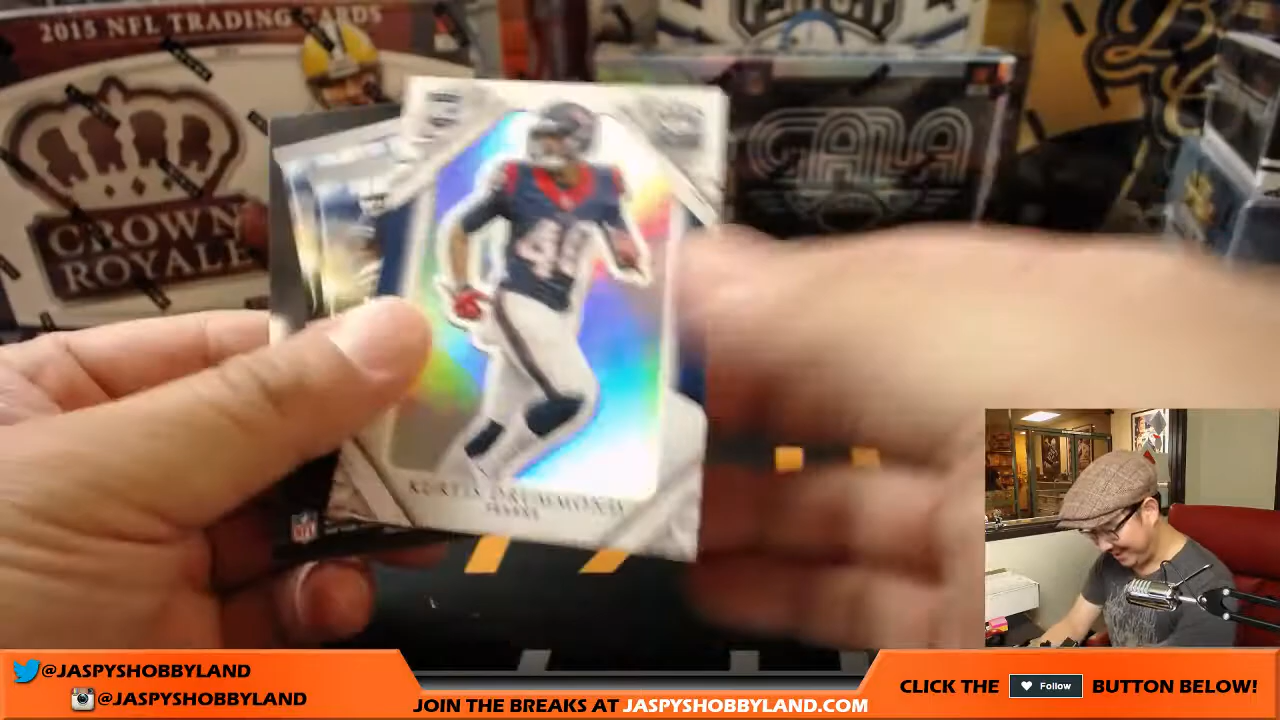 2015 NFL TRADING CARDS
CROWN
ROYALE
GALA
NFL
@JASPYSHOBBYLAND
@JASPYSHOBBYLAND
JOIN THE BREAKS AT JASPYSHOBBYLAND.COM
CLICK THE Follow BUTTON BELOW!